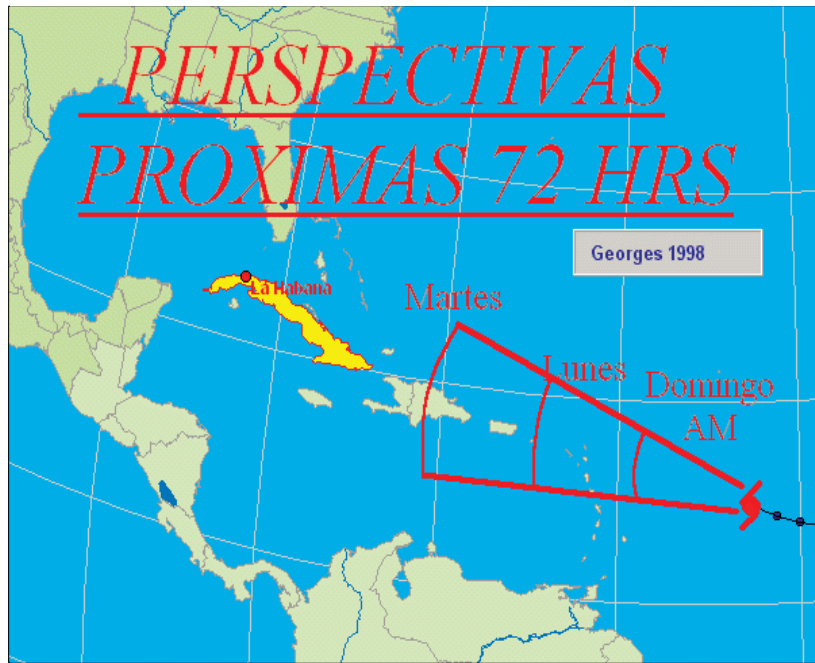 PERSPECTIVAS
PROXIMAS 72 HRS
Georges 1998
La Habana
Martes
Lunes
Domingo
AM